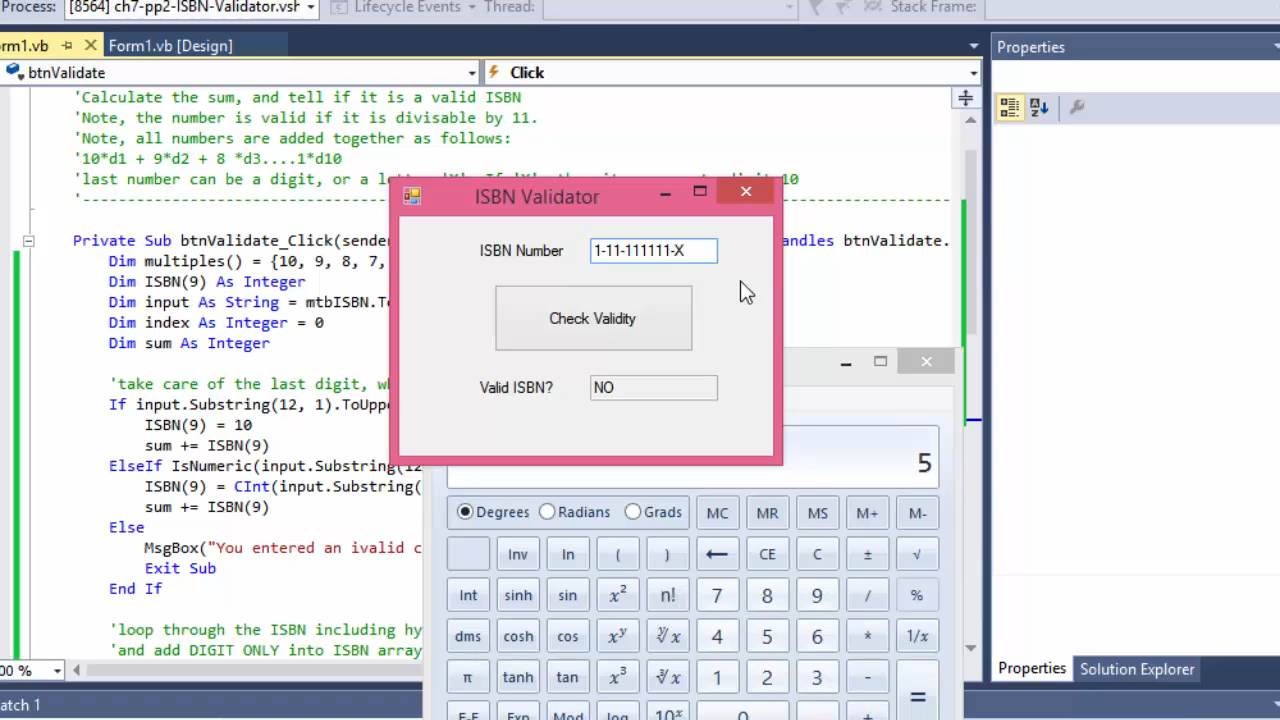 Process: [8564] ch7-pp2-ISBN-Validator.vsh Lifecycle Events Thread: Stack Frame:
orm1.vb Form1.vb [Design]
btnValidate Click
'Calculate the sum, and tell if it is a valid ISBN
'Note, the number is valid if it is divisable by 11.
'Note, all numbers are added together as follows:
'10*d1 + 9*d2 + 8 *d3....1*d10
'last number can be a digit, or a 10
Private Sub btnValidate_Click(sender andles btnValidate.
Dim multiples() = {10, 9, 8, 7,
Dim ISBN(9) As Integer
Dim input As String = mtbISBN.T
Dim index As Integer = 0
Dim sum As Integer
'take care of the last digit, w
If input.Substring(12, 1).ToUpp
ISBN(9) = 10
sum += ISBN(9)
ElseIf IsNumeric(input.Substring(12
ISBN(9) = CInt(input.Substring(
sum += ISBN(9)
Else
MsgBox("You entered an ivalid c
Exit Sub
End If
'loop through the ISBN including hy
'and add DIGIT ONLY into ISBN array
00 %
atch 1
ISBN Validator
ISBN Number 1-11-111111-X
Check Validity
Valid ISBN? NO
5
Degrees Radians Grads MC MR MS M+ M-
Inv ln ( ) ← CE C ± √
Int sinh sin x² n! 7 8 9 / %
dms cosh cos xʸ ʸ√x 4 5 6 * 1/x
π tanh tan x³ ³√x 1 2 3 - =
F-E Exp Mod log 10ˣ 0 +
Properties
Properties Solution Explorer